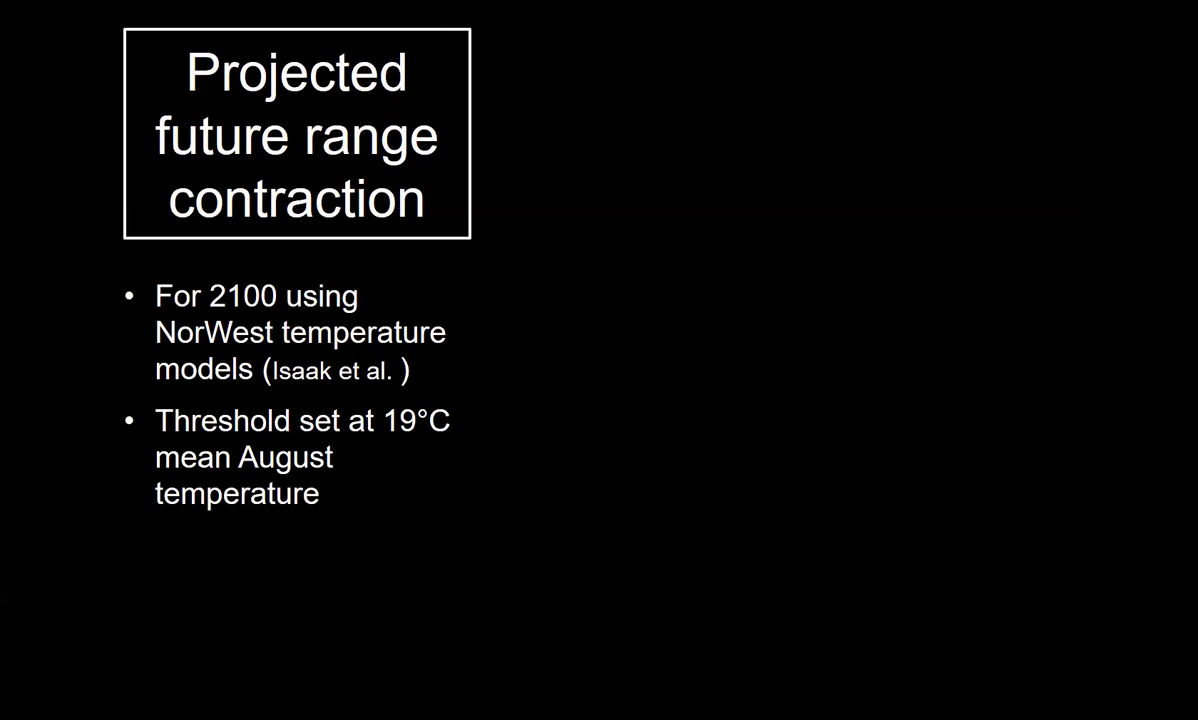 Projected
future range
contraction
• For 2100 using
NorWest temperature
models (Isaak et al. )
• Threshold set at 19°C
mean August
temperature